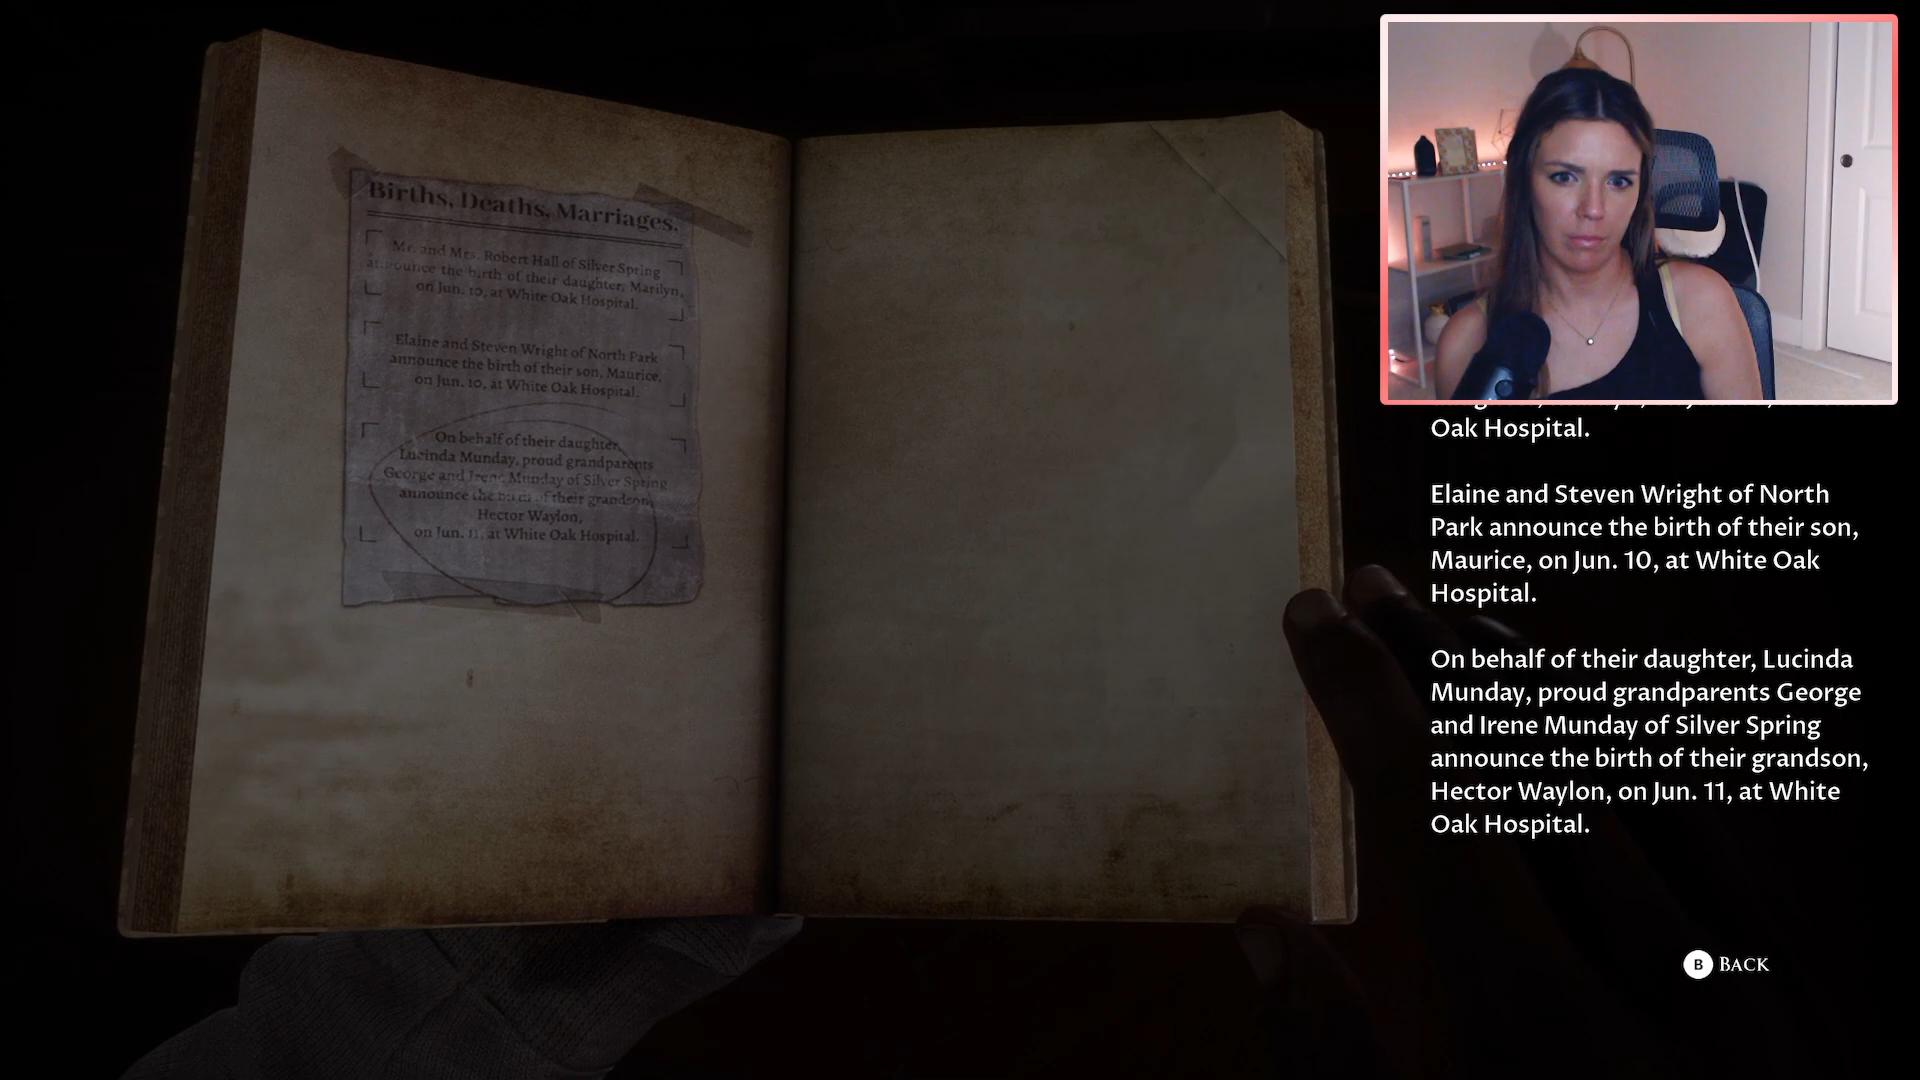 Births, Deaths, Marriages.
Mr. and Mrs. Robert Hall of Silver Spring
announce the birth of their daughter, Marilyn,
on Jun. 10, at White Oak Hospital.
Elaine and Steven Wright of North Park
announce the birth of their son, Maurice,
on Jun. 10, at White Oak Hospital.
On behalf of their daughter,
Lucinda Munday, proud grandparents
George and Irene Munday of Silver Spring
announce the birth of their grandson,
Hector Waylon,
on Jun. 11, at White Oak Hospital.
Oak Hospital.
Elaine and Steven Wright of North
Park announce the birth of their son,
Maurice, on Jun. 10, at White Oak
Hospital.
On behalf of their daughter, Lucinda
Munday, proud grandparents George
and Irene Munday of Silver Spring
announce the birth of their grandson,
Hector Waylon, on Jun. 11, at White
Oak Hospital.
B BACK